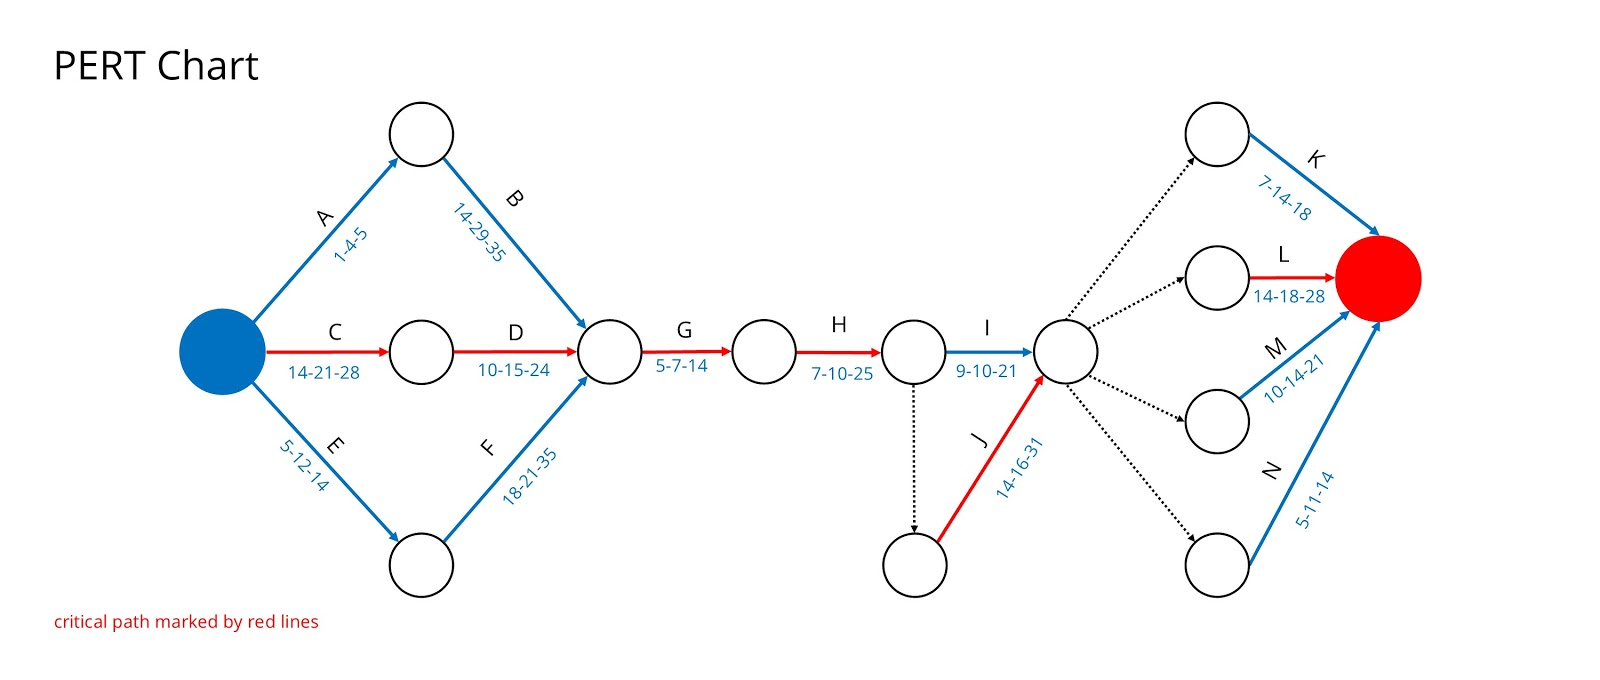 PERT Chart
A
1-4-5
B
14-29-35
C
14-21-28
D
10-15-24
E
5-12-14
F
18-21-35
G
5-7-14
H
7-10-25
I
9-10-21
J
14-16-31
K
7-14-18
L
14-18-28
M
10-14-21
N
5-11-14
critical path marked by red lines